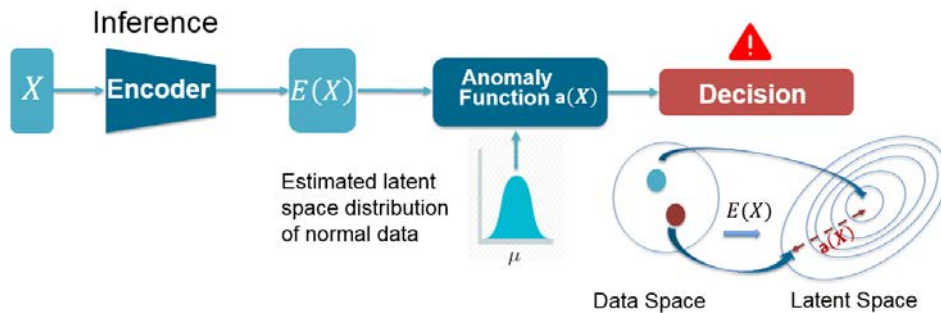 Inference
X
Encoder
E(X)
Anomaly
Function a(X)
Decision
Estimated latent
space distribution
of normal data
μ
E(X)
a(X)
Data Space
Latent Space